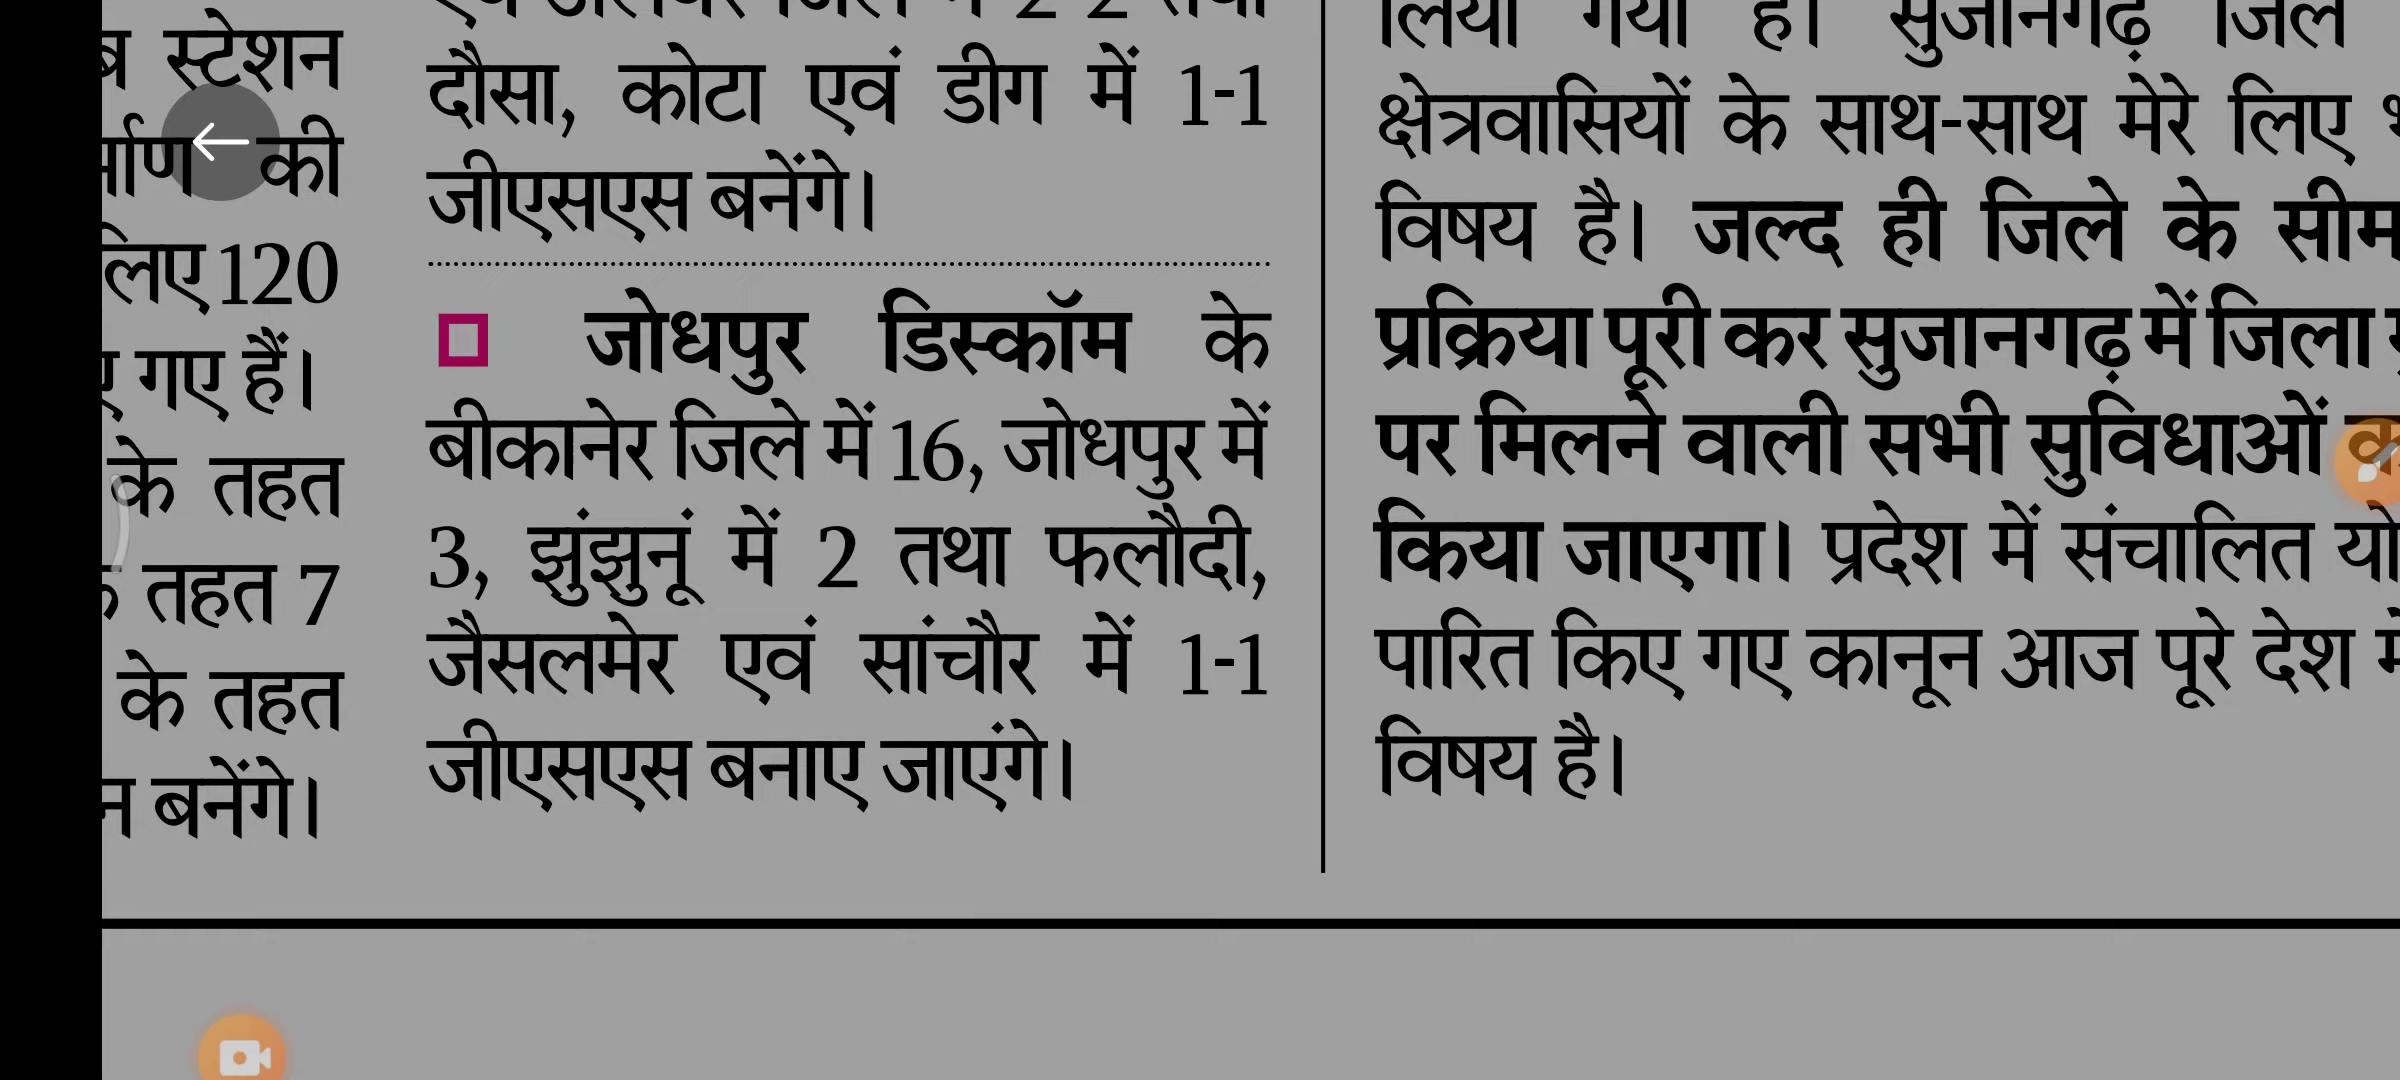 स्टेशन
की
लिए 120
गए हैं।
के तहत
तहत 7
के तहत
बनेंगे।
दौसा, कोटा एवं डीग में 1-1
जीएसएस बनेंगे।
जोधपुर डिस्कॉम के
बीकानेर जिले में 16, जोधपुर में
3, झुंझुनूं में 2 तथा फलौदी,
जैसलमेर एवं सांचौर में 1-1
जीएसएस बनाए जाएंगे।
लिया गया है। सुजानगढ़ जिले
क्षेत्रवासियों के साथ-साथ मेरे लिए
विषय है। जल्द ही जिले के
प्रक्रिया पूरी कर सुजानगढ़ में जिला
पर मिलने वाली सभी सुविधाओं
किया जाएगा। प्रदेश में संचालित
पारित किए गए कानून आज पूरे देश
विषय है।